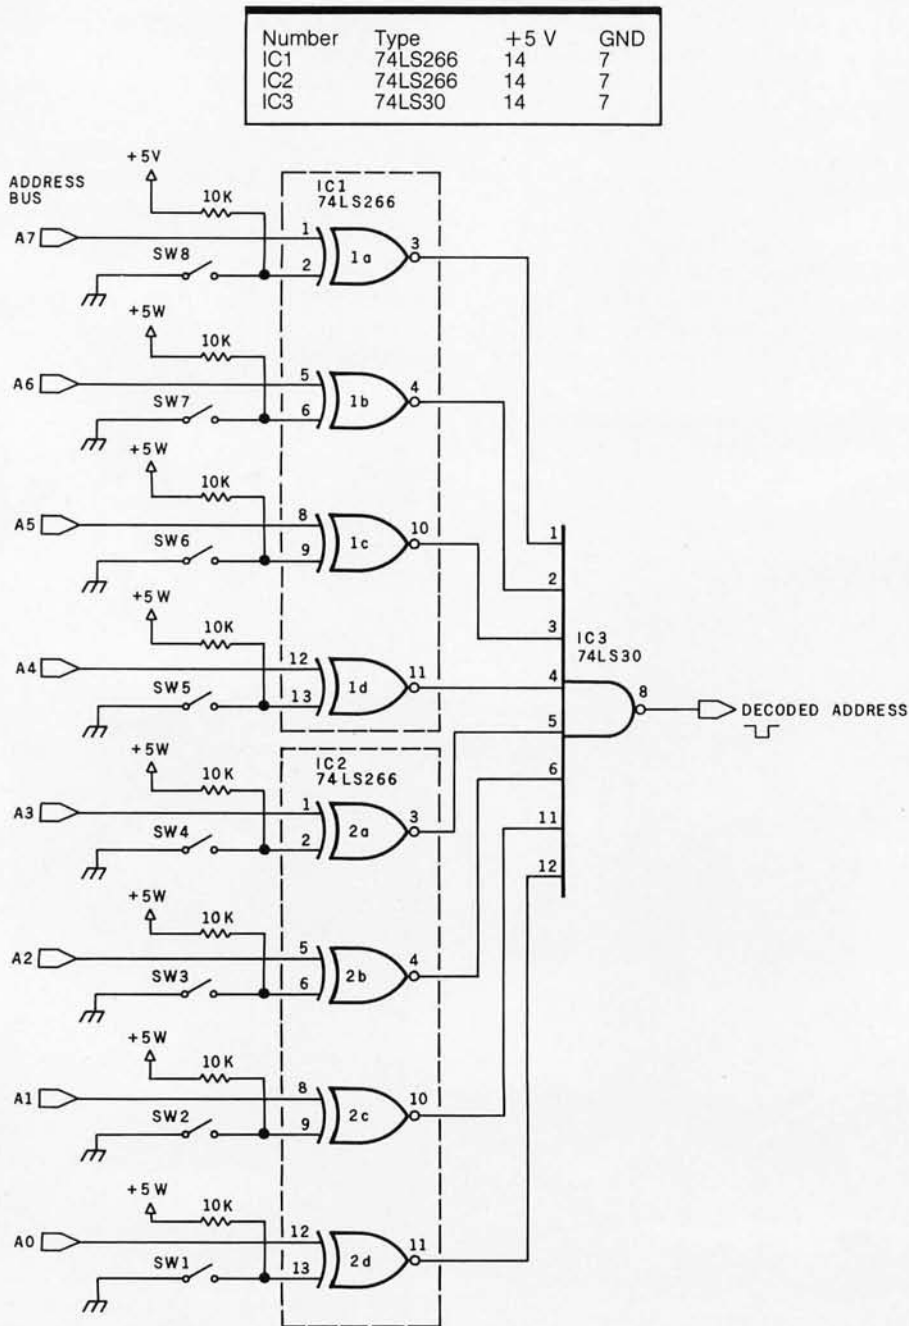 Number Type +5 V GND
IC1 74LS266 14 7
IC2 74LS266 14 7
IC3 74LS30 14 7
ADDRESS
BUS
+5V
10K
IC1
74LS266
A7
SW8
1
2
1a
3
+5W
10K
A6
SW7
5
6
1b
4
+5W
10K
A5
SW6
8
9
1c
10
+5W
10K
A4
SW5
12
13
1d
11
+5W
10K
IC2
74LS266
A3
SW4
1
2
2a
3
+5W
10K
A2
SW3
5
6
2b
4
+5W
10K
A1
SW2
8
9
2c
10
+5W
10K
A0
SW1
12
13
2d
11
1
2
3
4
5
6
11
12
IC3
74LS30
8
DECODED ADDRESS